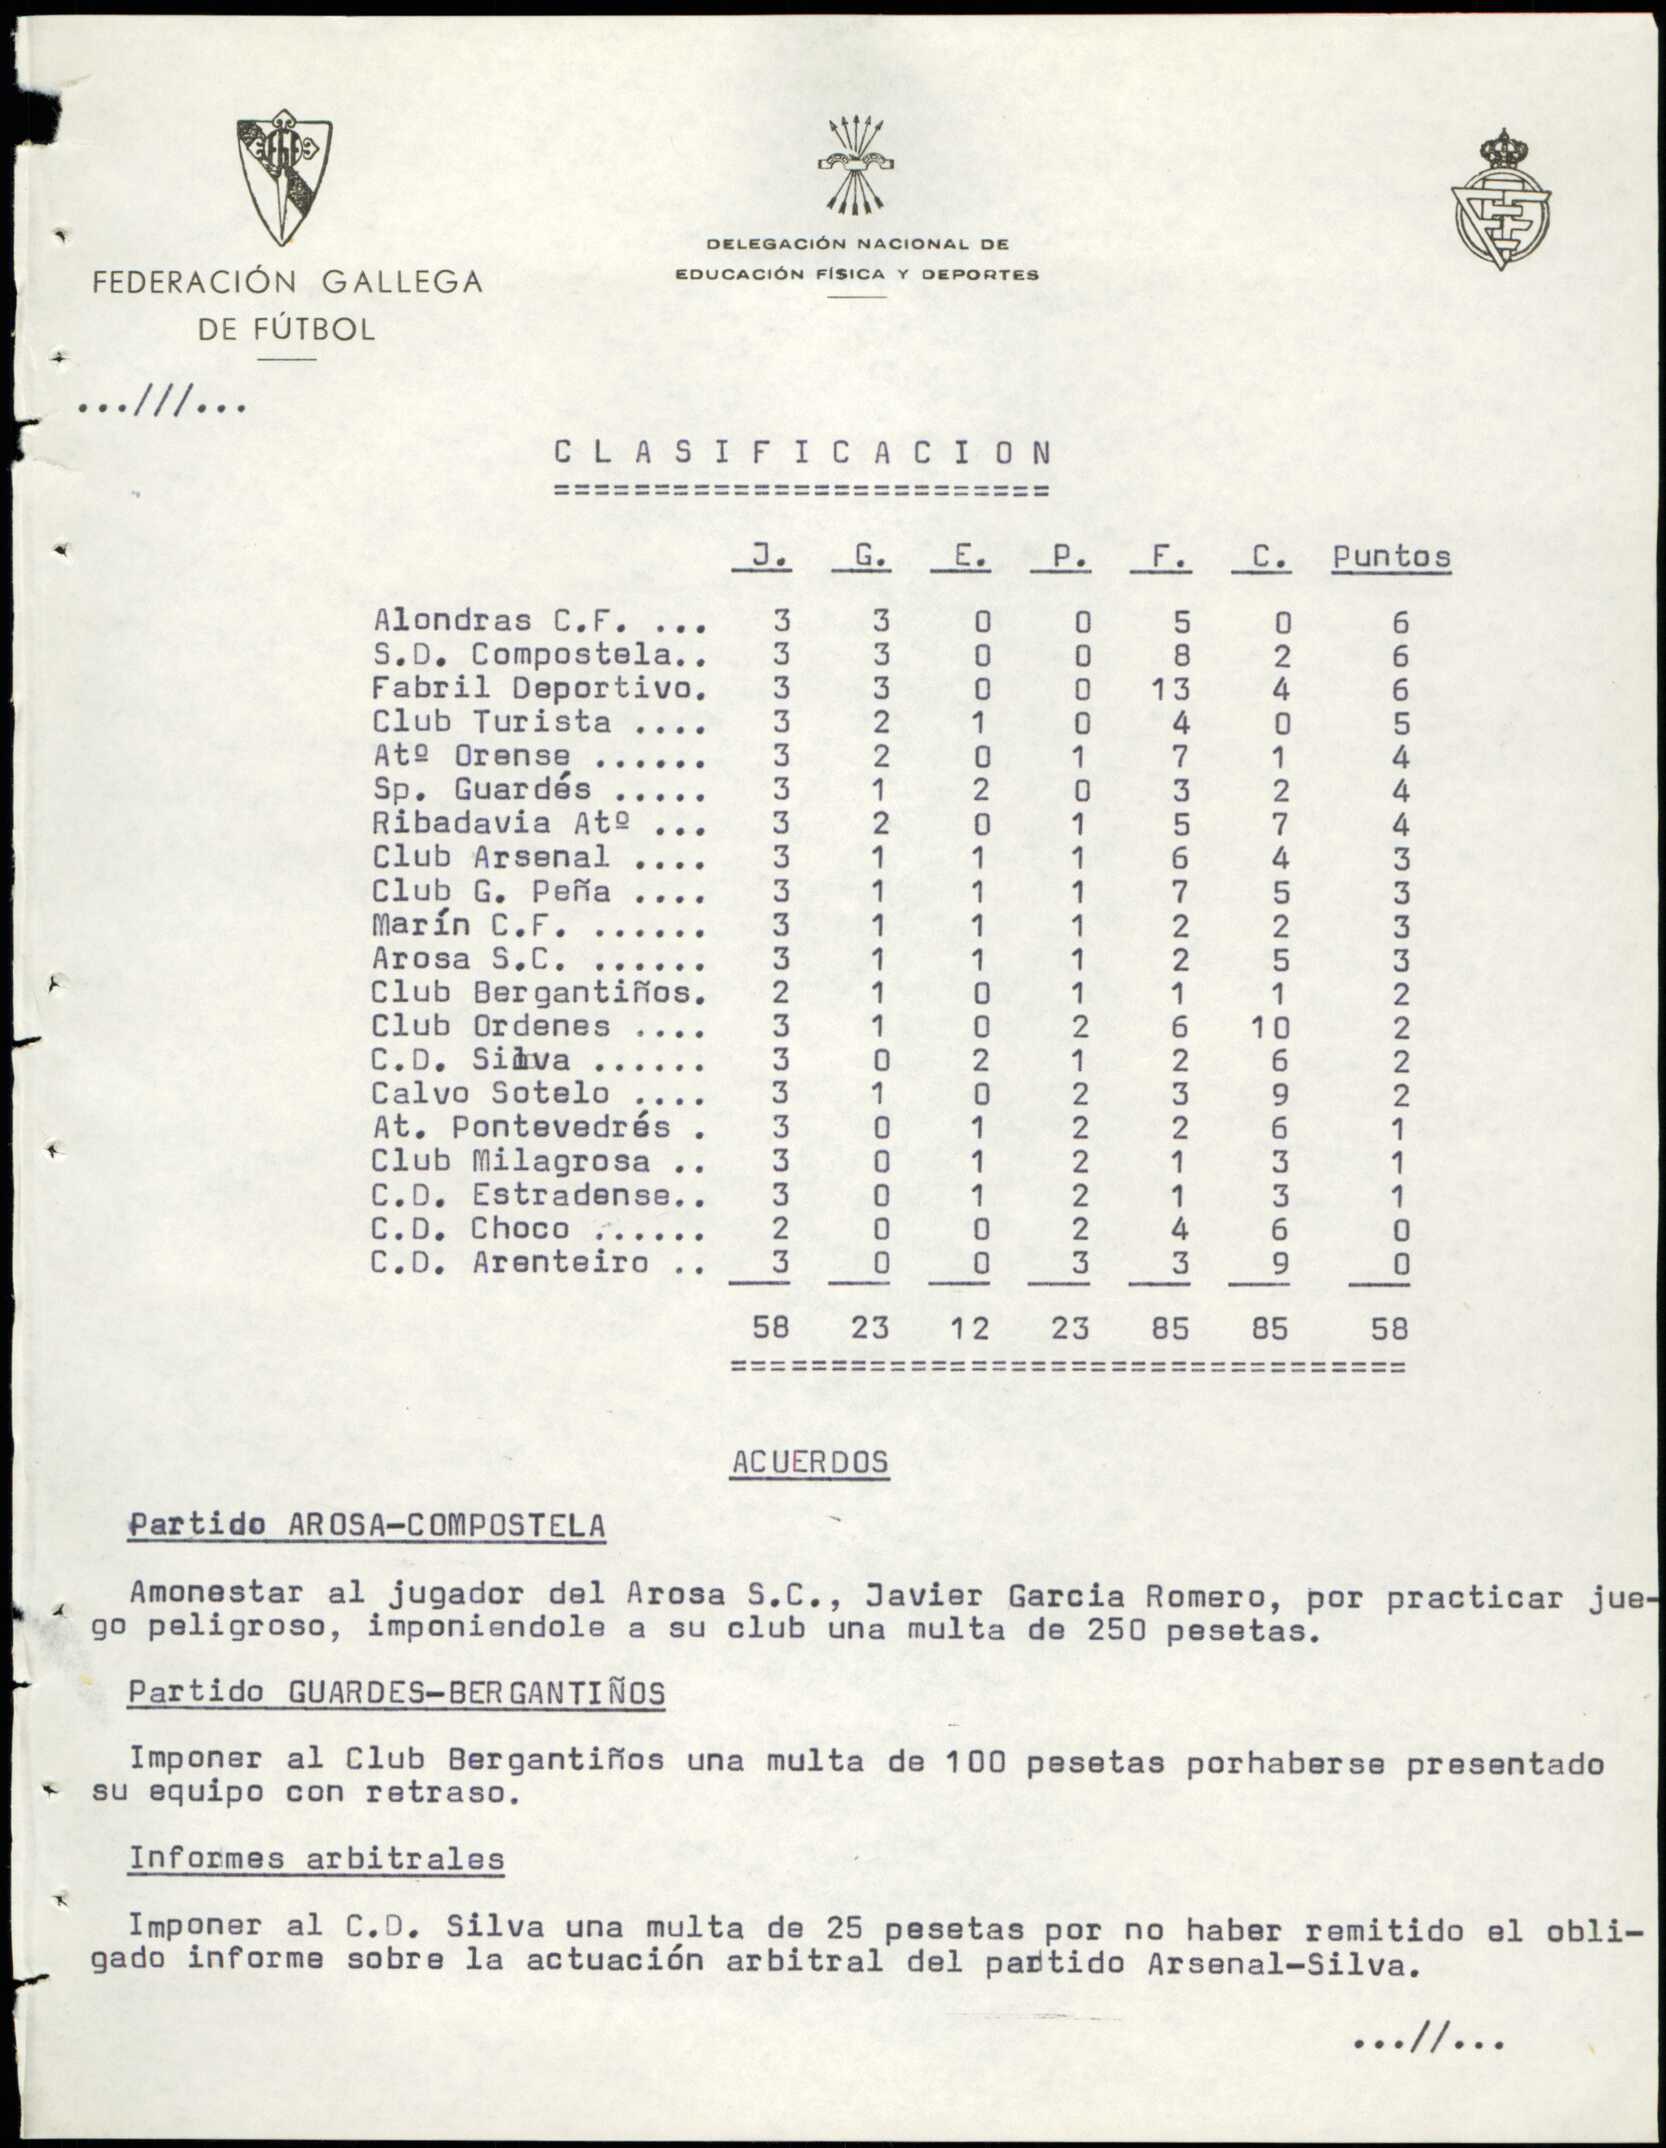 FEDERACIÓN GALLEGA
DE FÚTBOL
DELEGACIÓN NACIONAL DE
EDUCACIÓN FÍSICA Y DEPORTES
...///...
C L A S I F I C A C I O N
=========================
J. G. E. P. F. C. Puntos
Alondras C.F. ... 3 3 0 0 5 0 6
S.D. Compostela.. 3 3 0 0 8 2 6
Fabril Deportivo. 3 3 0 0 13 4 6
Club Turista .... 3 2 1 0 4 0 5
Atº Orense ...... 3 2 0 1 7 1 4
Sp. Guardés ..... 3 1 2 0 3 2 4
Ribadavia Atº ... 3 2 0 1 5 7 4
Club Arsenal .... 3 1 1 1 6 4 3
Club G. Peña .... 3 1 1 1 7 5 3
Marín C.F. ...... 3 1 1 1 2 2 3
Arosa S.C. ...... 3 1 1 1 2 5 3
Club Bergantiños. 2 1 0 1 1 1 2
Club Ordenes .... 3 1 0 2 6 10 2
C.D. Silva ...... 3 0 2 1 2 6 2
Calvo Sotelo .... 3 1 0 2 3 9 2
At. Pontevedrés . 3 0 1 2 2 6 1
Club Milagrosa .. 3 0 1 2 1 3 1
C.D. Estradense.. 3 0 1 2 1 3 1
C.D. Choco ...... 2 0 0 2 4 6 0
C.D. Arenteiro .. 3 0 0 3 3 9 0
58 23 12 23 85 85 58
==================================
ACUERDOS
Partido AROSA-COMPOSTELA
Amonestar al jugador del Arosa S.C., Javier Garcia Romero, por practicar jue-
go peligroso, imponiendole a su club una multa de 250 pesetas.
Partido GUARDES-BERGANTIÑOS
Imponer al Club Bergantiños una multa de 100 pesetas porhaberse presentado
su equipo con retraso.
Informes arbitrales
Imponer al C.D. Silva una multa de 25 pesetas por no haber remitido el obli-
gado informe sobre la actuación arbitral del partido Arsenal-Silva.
...//...